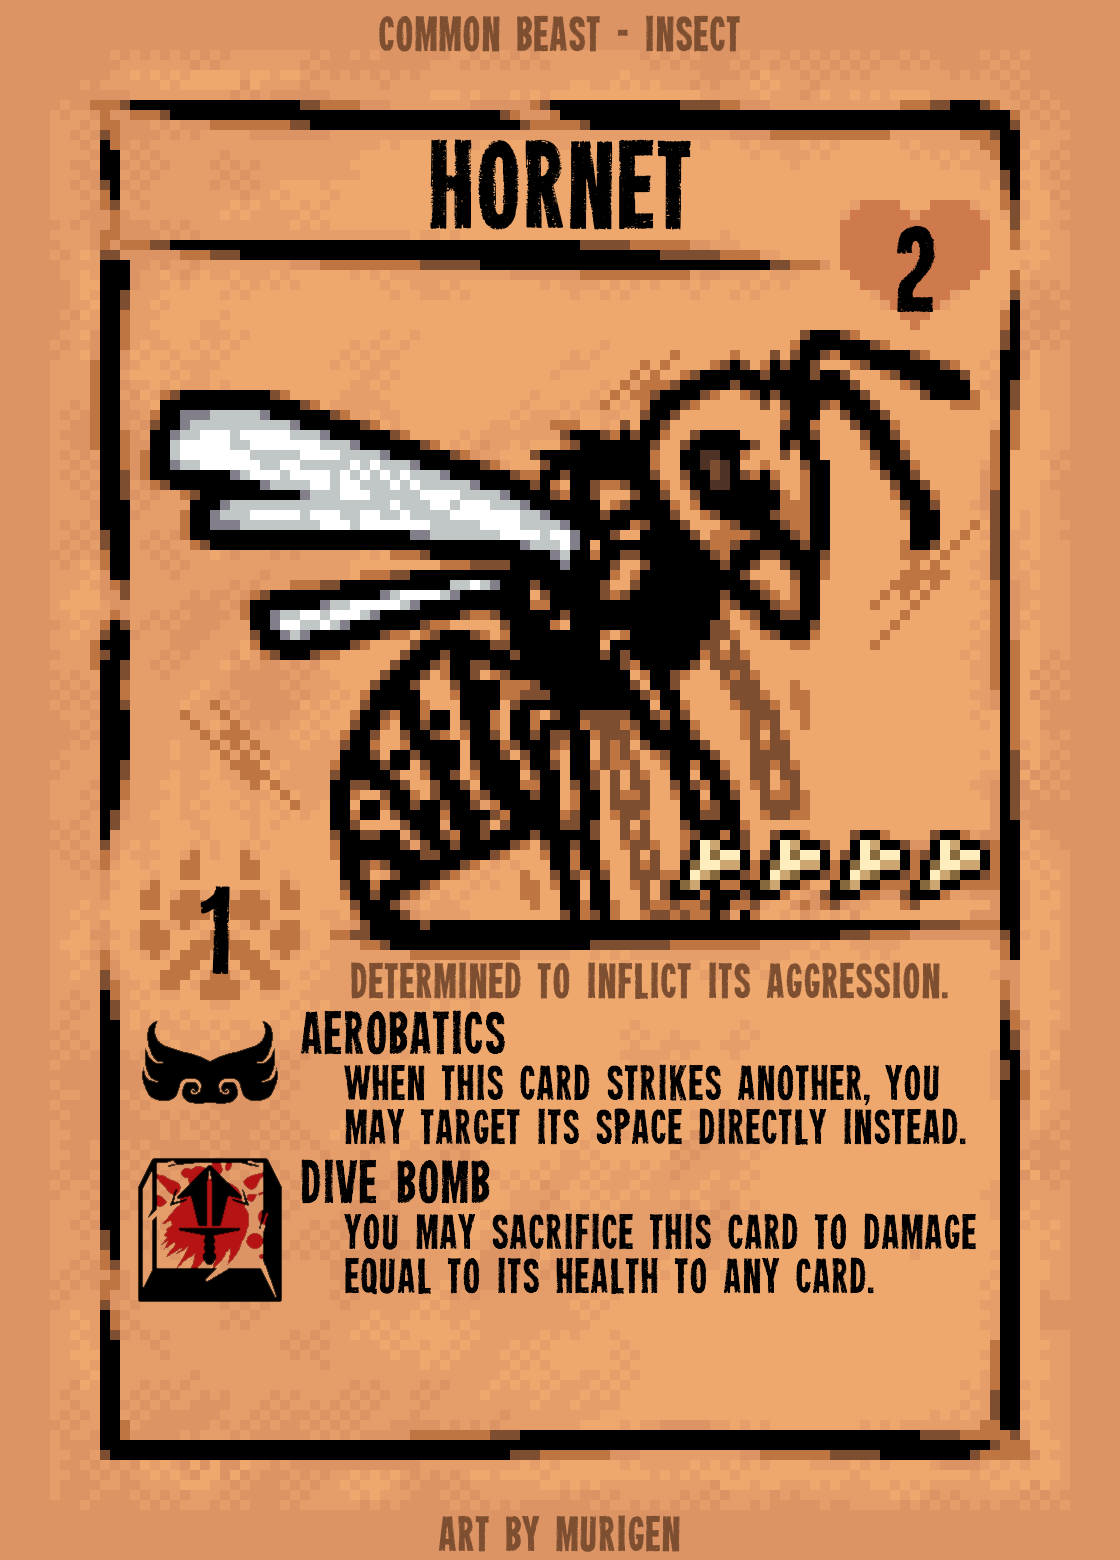 COMMON BEAST - INSECT
HORNET
2
1
DETERMINED TO INFLICT ITS AGGRESSION.
AEROBATICS
WHEN THIS CARD STRIKES ANOTHER, YOU
MAY TARGET ITS SPACE DIRECTLY INSTEAD.
DIVE BOMB
YOU MAY SACRIFICE THIS CARD TO DAMAGE
EQUAL TO ITS HEALTH TO ANY CARD.
ART BY MURIGEN